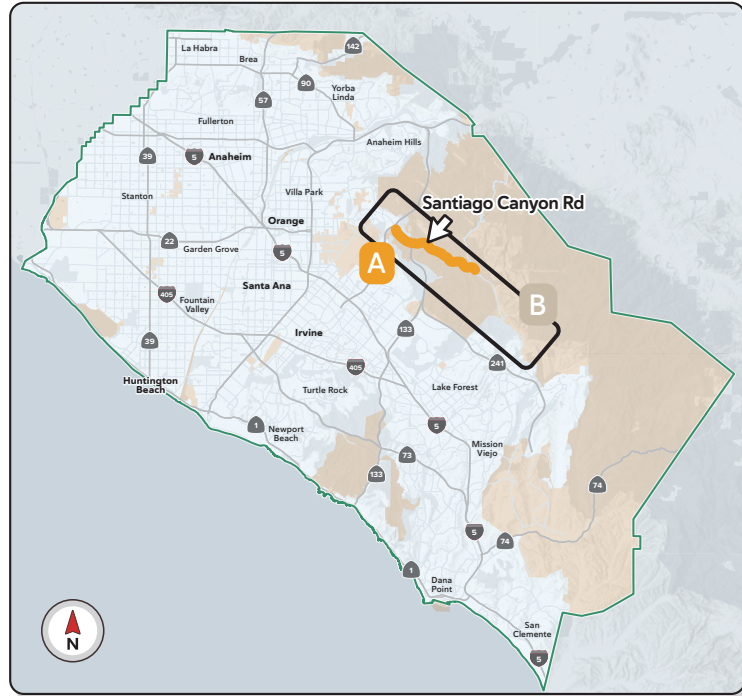 La Habra
142
Brea
90
Yorba
Linda
57
Fullerton
Anaheim Hills
39
5
Anaheim
Stanton
Villa Park
Santiago Canyon Rd
Orange
22
Garden Grove
5
A
Santa Ana
405
Fountain
Valley
B
133
Irvine
39
241
405
Huntington
Beach
Turtle Rock
Lake Forest
1
Newport
Beach
5
Mission
Viejo
73
133
74
5
74
1
Dana
Point
N
San
Clemente
5